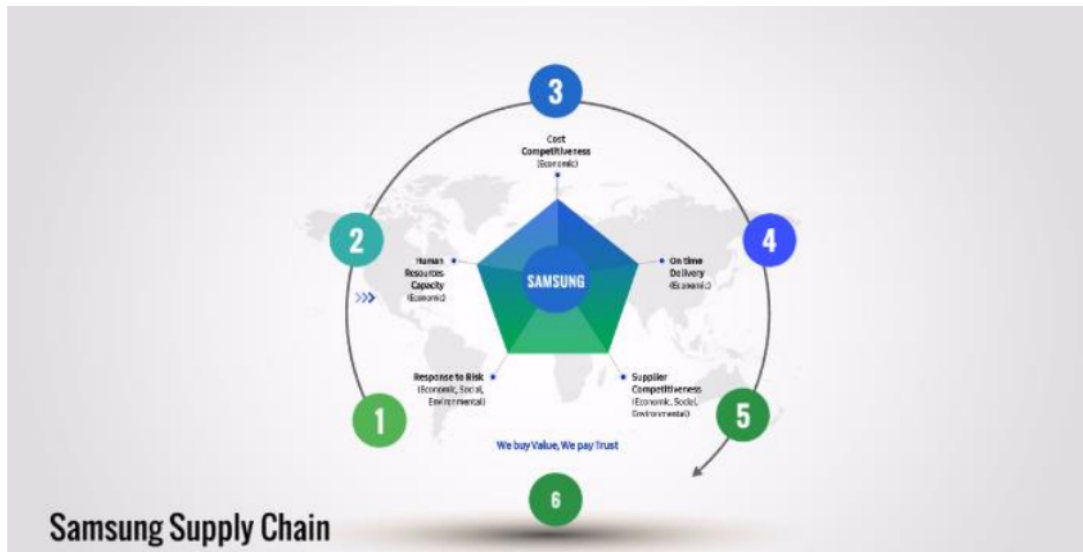 3
Cost
Competitiveness
(Economic)
2
4
Human
Resources
Capacity
(Economic)
SAMSUNG
On time
Delivery
(Economic)
Response to Risk
(Economic, Social,
Environmental)
Supplier
Competitiveness
(Economic, Social,
Environmental)
1
5
We buy Value, We pay Trust
6
Samsung Supply Chain